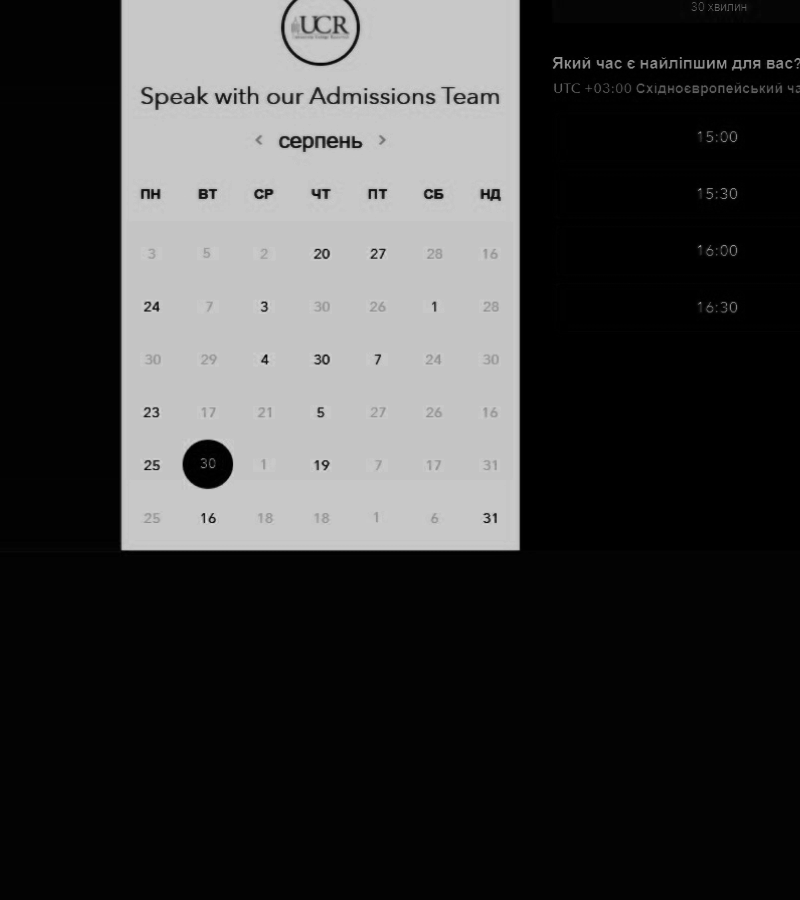 UCR
Speak with our Admissions Team
< серпень >
ПН ВТ СР ЧТ ПТ СБ НД
3 5 2 20 27 28 16
24 7 3 30 26 1 28
30 29 4 30 7 24 30
23 17 21 5 27 26 16
25 30 1 19 7 17 31
25 16 18 18 1 6 31
30 хвилин
Який час є найліпшим для вас?
UTC +03:00 Східноєвропейський ча
15:00
15:30
16:00
16:30